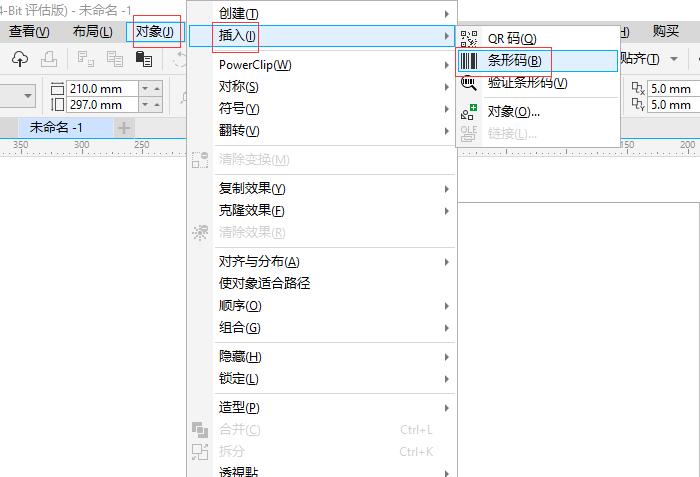 4-Bit 评估版) - 未命名 -1
查看(V) 布局(L) 对象(J) 购买
210.0 mm
297.0 mm
未命名 -1
350 300 250
创建(T)
插入(I)
PowerClip(W)
对称(S)
符号(Y)
翻转(V)
清除变换(M)
复制效果(Y)
克隆效果(F)
清除效果(R)
对齐与分布(A)
使对象适合路径
顺序(O)
组合(G)
隐藏(H)
锁定(L)
造型(P)
合并(C) Ctrl+L
拆分 Ctrl+K
透視點
QR 码(Q)
条形码(B)
验证条形码(V)
对象(O)...
链接(L)...
贴齐(T)
5.0 mm
5.0 mm
150 200